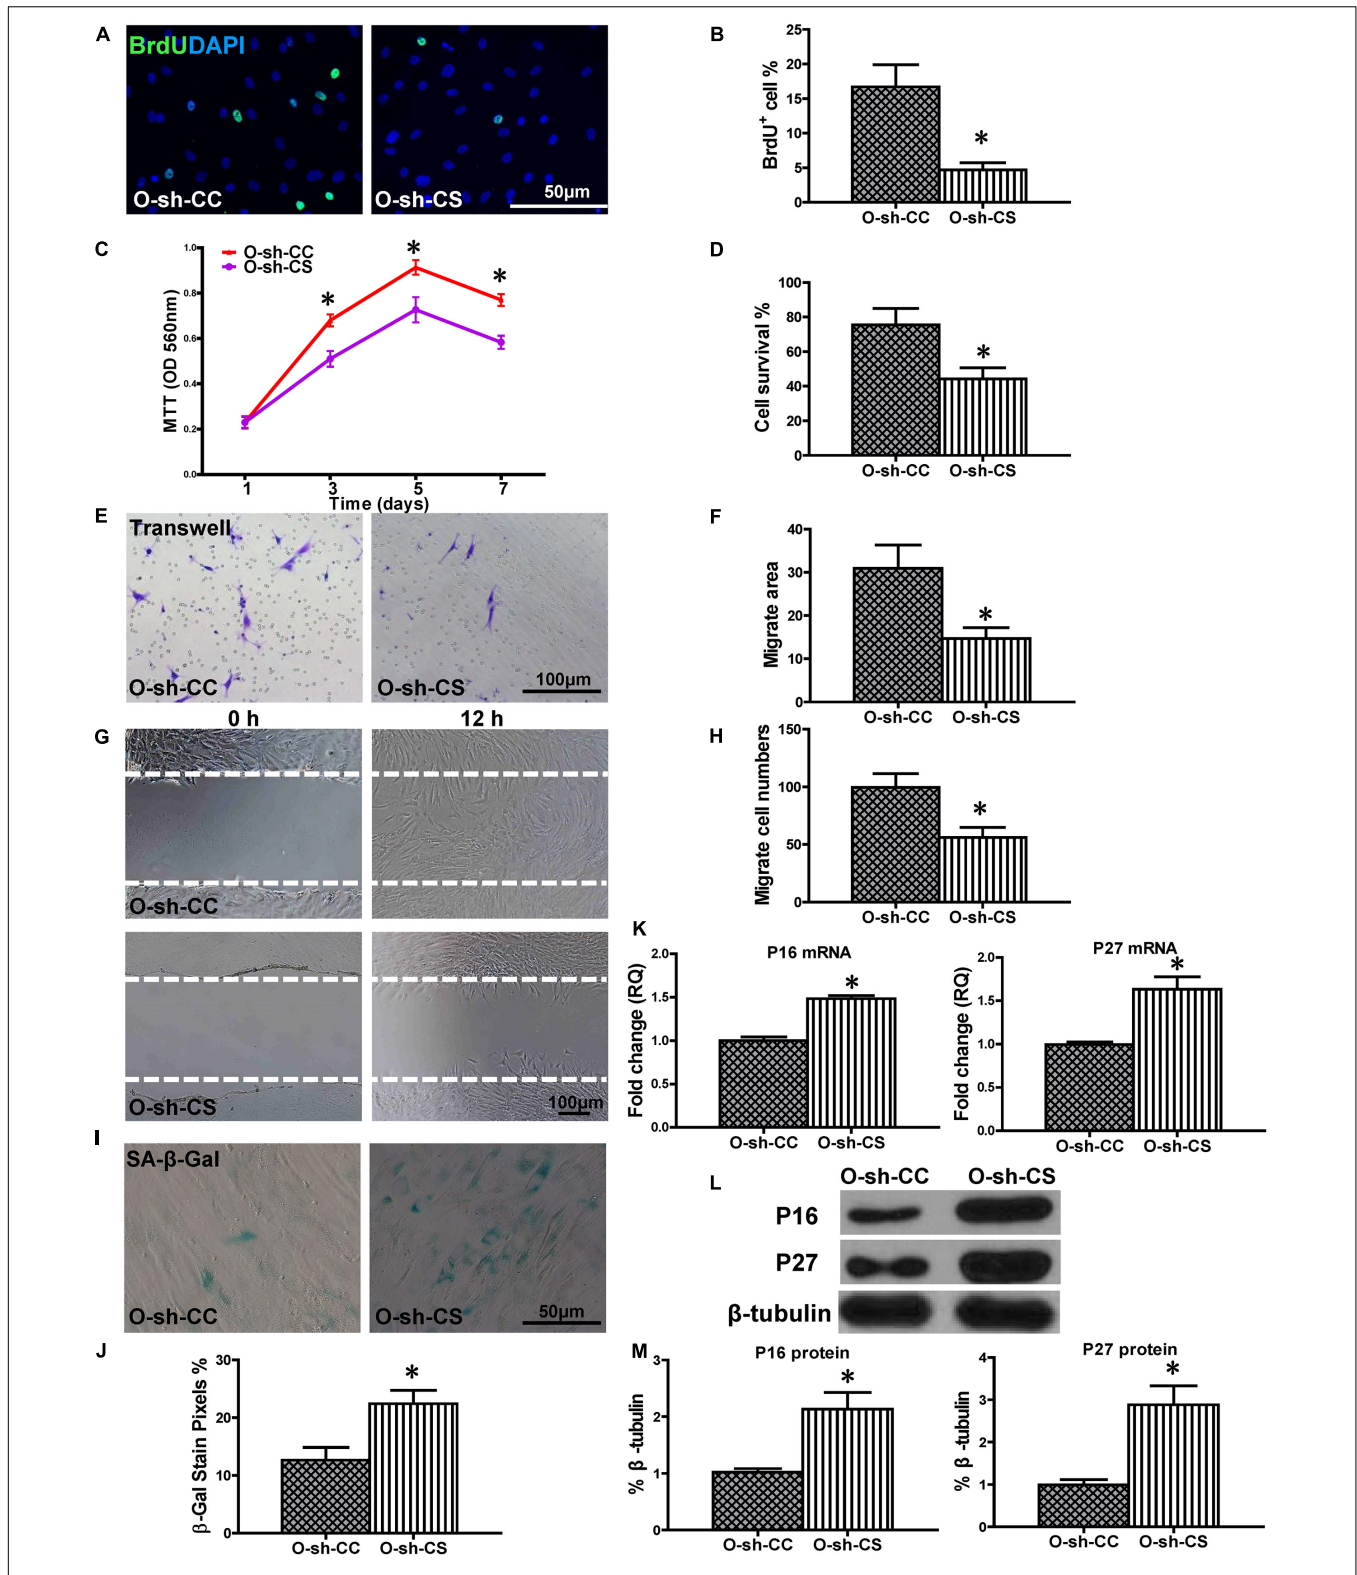 A
BrdUDAPI
O-sh-CC
O-sh-CS
50μm
B
BrdU+ cell %
25
20
15
10
5
0
O-sh-CC
O-sh-CS
*
C
MTT (OD 560nm)
1.0
0.8
0.6
0.4
0.2
0.0
O-sh-CC
O-sh-CS
*
*
*
1
3
5
7
Time (days)
D
Cell survival %
100
80
60
40
20
0
*
O-sh-CC
O-sh-CS
E
Transwell
O-sh-CC
O-sh-CS
100μm
F
Migrate area
40
30
20
10
0
*
O-sh-CC
O-sh-CS
0 h
12 h
G
O-sh-CC
O-sh-CS
100μm
H
Migrate cell numbers
150
100
50
0
*
O-sh-CC
O-sh-CS
I
SA-β-Gal
O-sh-CC
O-sh-CS
50μm
J
β-Gal Stain Pixels %
30
20
10
0
*
O-sh-CC
O-sh-CS
K
P16 mRNA
Fold change (RQ)
2.0
1.5
1.0
0.5
0.0
*
O-sh-CC
O-sh-CS
P27 mRNA
Fold change (RQ)
2.0
1.5
1.0
0.5
0.0
*
O-sh-CC
O-sh-CS
L
O-sh-CC
O-sh-CS
P16
P27
β-tubulin
M
P16 protein
% β -tubulin
3
2
1
0
*
O-sh-CC
O-sh-CS
P27 protein
% β -tubulin
4
3
2
1
0
*
O-sh-CC
O-sh-CS